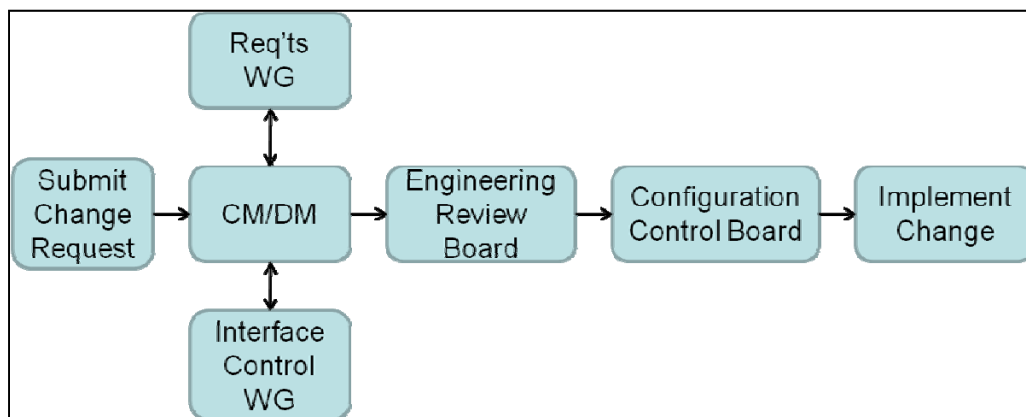 Req'ts
WG
Submit
Change
Request
CM/DM
Engineering
Review
Board
Configuration
Control Board
Implement
Change
Interface
Control
WG